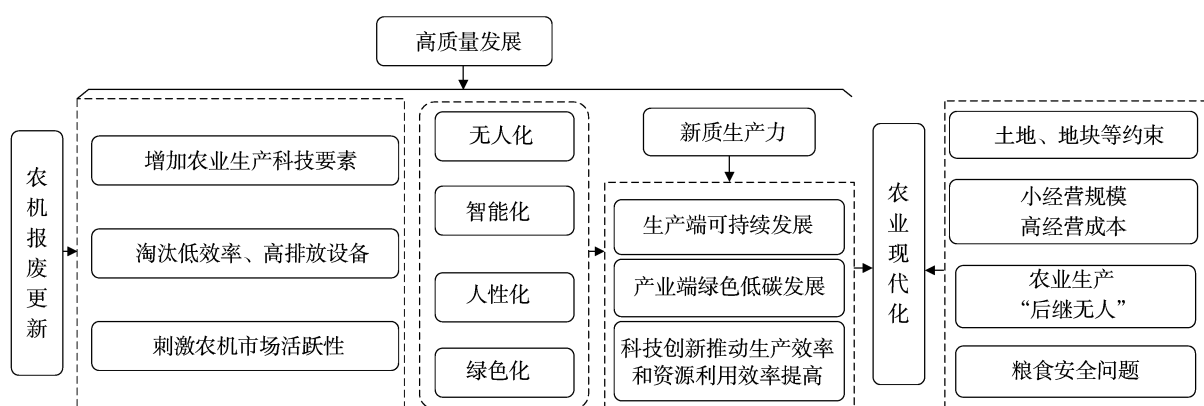 高质量发展
农机报废更新
增加农业生产科技要素
淘汰低效率、高排放设备
刺激农机市场活跃性
无人化
智能化
人性化
绿色化
新质生产力
生产端可持续发展
产业端绿色低碳发展
科技创新推动生产效率
和资源利用效率提高
农业现代化
土地、地块等约束
小经营规模
高经营成本
农业生产
“后继无人”
粮食安全问题